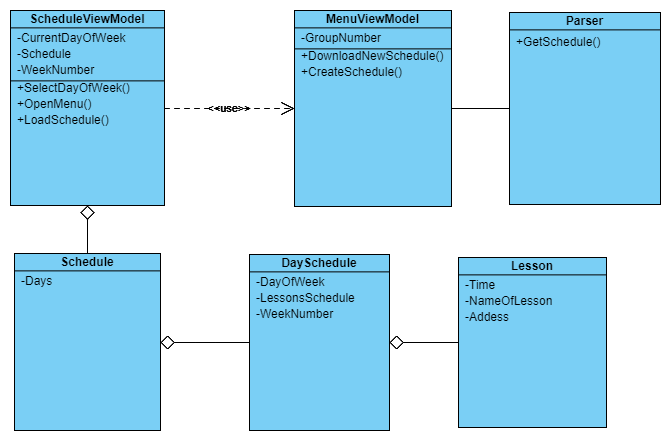 ScheduleViewModel
-CurrentDayOfWeek
-Schedule
-WeekNumber
+SelectDayOfWeek()
+OpenMenu()
+LoadSchedule()
<<use>>
MenuViewModel
-GroupNumber
+DownloadNewSchedule()
+CreateSchedule()
Parser
+GetSchedule()
Schedule
-Days
DaySchedule
-DayOfWeek
-LessonsSchedule
-WeekNumber
Lesson
-Time
-NameOfLesson
-Addess